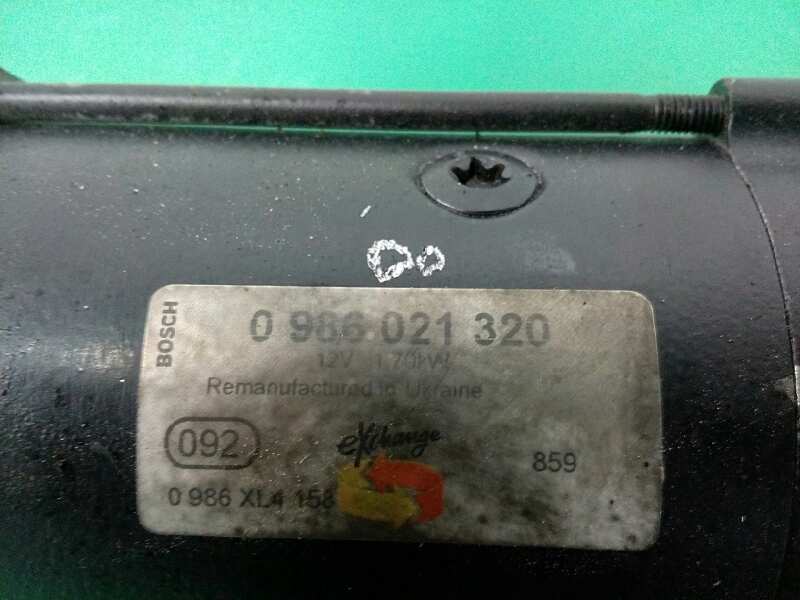 BOSCH
0 986 021 320
12V 1.70kW
Remanufactured in Ukraine
092
eXchange
859
0 986 XL4 158